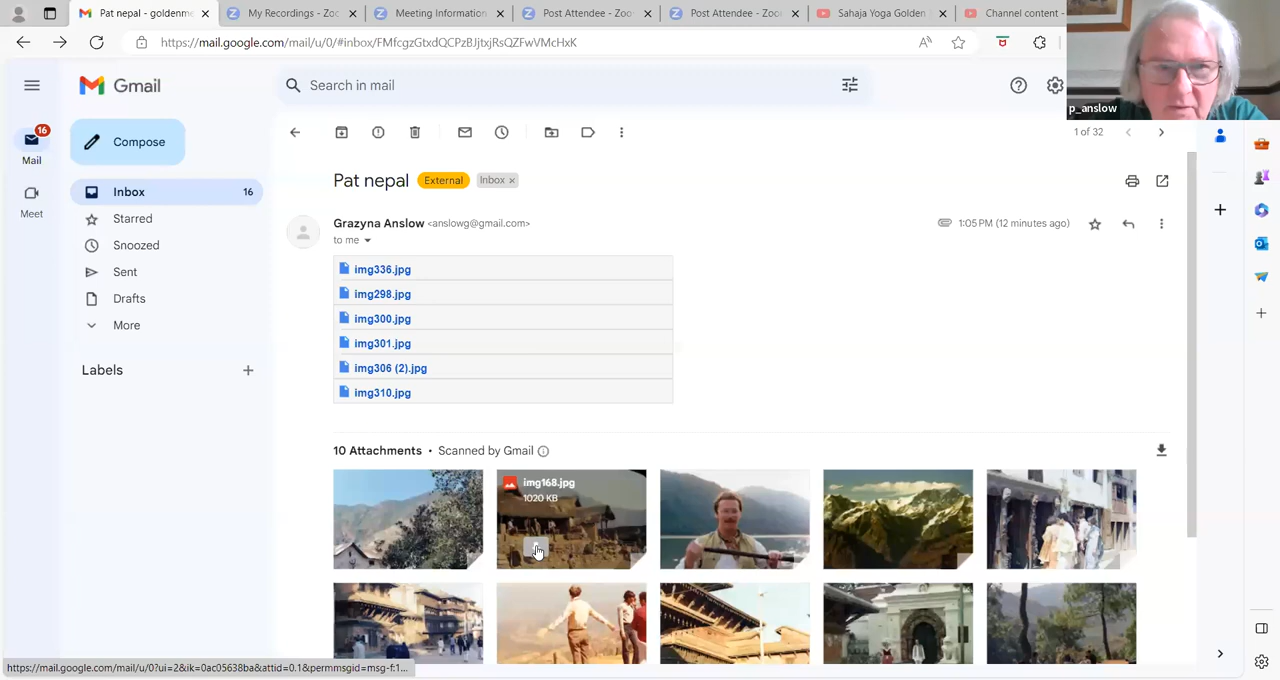 Pat nepal - goldenme
My Recordings - Zoo
Meeting Information
Post Attendee - Zoo
Post Attendee - Zoo
Sahaja Yoga Golden
Channel content -
https://mail.google.com/mail/u/0/#inbox/FMfcgzGtxdQCPzBJjtxjRsQZFwVMcHxK
p_anslow
Gmail
Search in mail
16
Mail
Meet
Compose
Inbox 16
Starred
Snoozed
Sent
Drafts
More
Labels
1 of 32
Pat nepal External Inbox
Grazyna Anslow <anslowg@gmail.com>
1:05 PM (12 minutes ago)
to me
img336.jpg
img298.jpg
img300.jpg
img301.jpg
img306 (2).jpg
img310.jpg
10 Attachments • Scanned by Gmail
img168.jpg
1020 KB
https://mail.google.com/mail/u/0?ui=2&ik=0ac05638ba&attid=0.1&permmsgid=msg-f:1...